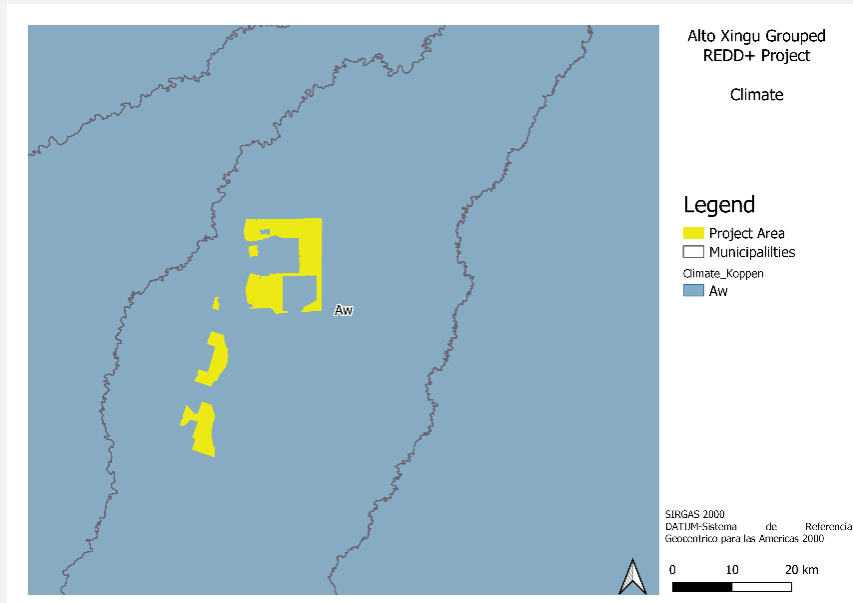 Alto Xingu Grouped
REDD+ Project
Climate
Legend
Project Area
Municipalilties
Climate_Koppen
Aw
Aw
SIRGAS 2000
DATUM-Sistema de Referencia
Geocentrico para las Americas 2000
0 10 20 km